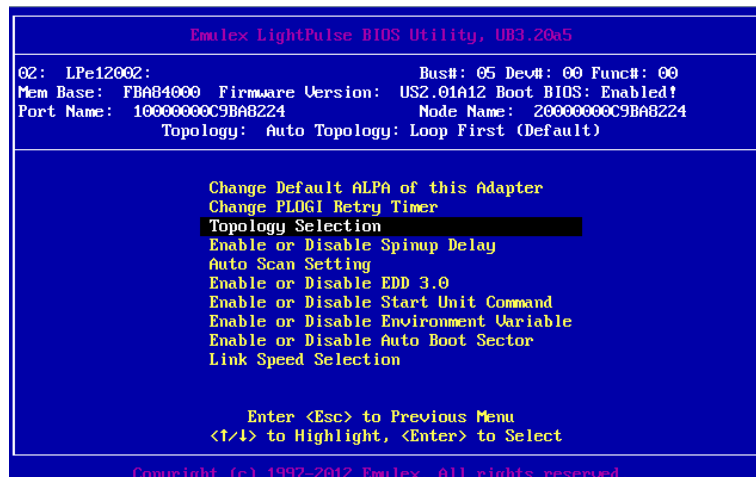 Emulex LightPulse BIOS Utility, UB3.20a5
02: LPe12002: Bus#: 05 Dev#: 00 Func#: 00
Mem Base: FBA84000 Firmware Version: US2.01A12 Boot BIOS: Enabled!
Port Name: 10000000C9BA8224 Node Name: 20000000C9BA8224
Topology: Auto Topology: Loop First (Default)
Change Default ALPA of this Adapter
Change PLOGI Retry Timer
Topology Selection
Enable or Disable Spinup Delay
Auto Scan Setting
Enable or Disable EDD 3.0
Enable or Disable Start Unit Command
Enable or Disable Environment Variable
Enable or Disable Auto Boot Sector
Link Speed Selection
Enter <Esc> to Previous Menu
<↑/↓> to Highlight, <Enter> to Select
Copyright (c) 1997-2012 Emulex. All rights reserved